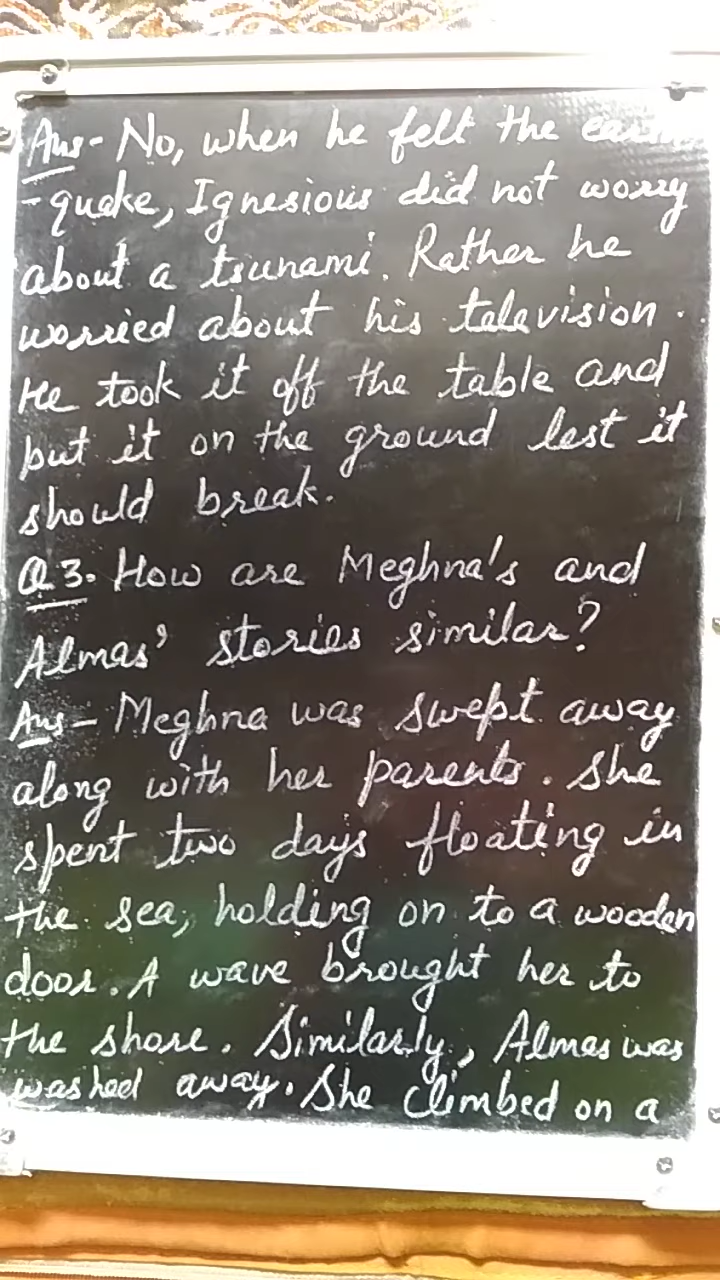 Ans- No, when he felt the earth
-quake, Ignesious did not worry
about a tsunami. Rather he
worried about his television.
He took it off the table and
put it on the ground lest it
should break.
Q3. How are Meghna's and
Almas' stories similar?
Ans- Meghna was swept away
along with her parents. She
spent two days floating in
the sea, holding on to a wooden
door. A wave brought her to
the shore. Similarly, Almas was
washed away. She climbed on a